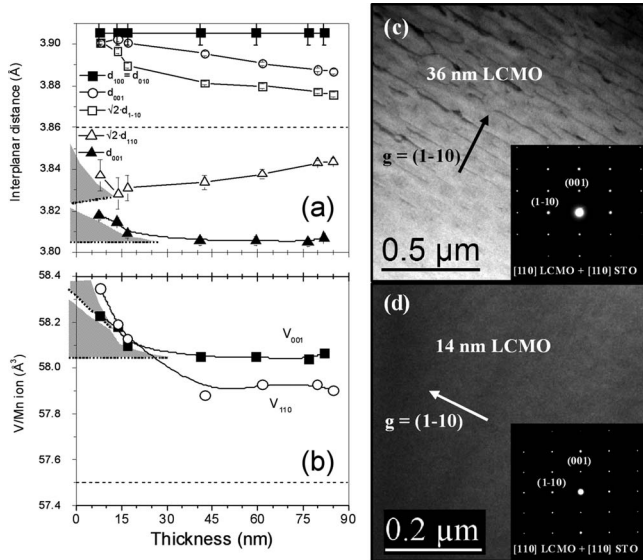 (a)
3.90
3.88
3.86
3.84
3.82
3.80
Interplanar distance (Å)
d100= d010
d001
√2·d1-10
√2·d110
d001
(b)
58.4
58.2
58.0
57.8
57.6
57.4
V/Mn ion (Å3)
V001
V110
0
15
30
45
60
75
90
Thickness (nm)
(c)
36 nm LCMO
g = (1-10)
0.5 μm
(001)
(1-10)
[110] LCMO + [110] STO
(d)
14 nm LCMO
g = (1-10)
0.2 μm
(001)
(1-10)
[110] LCMO + [110] STO